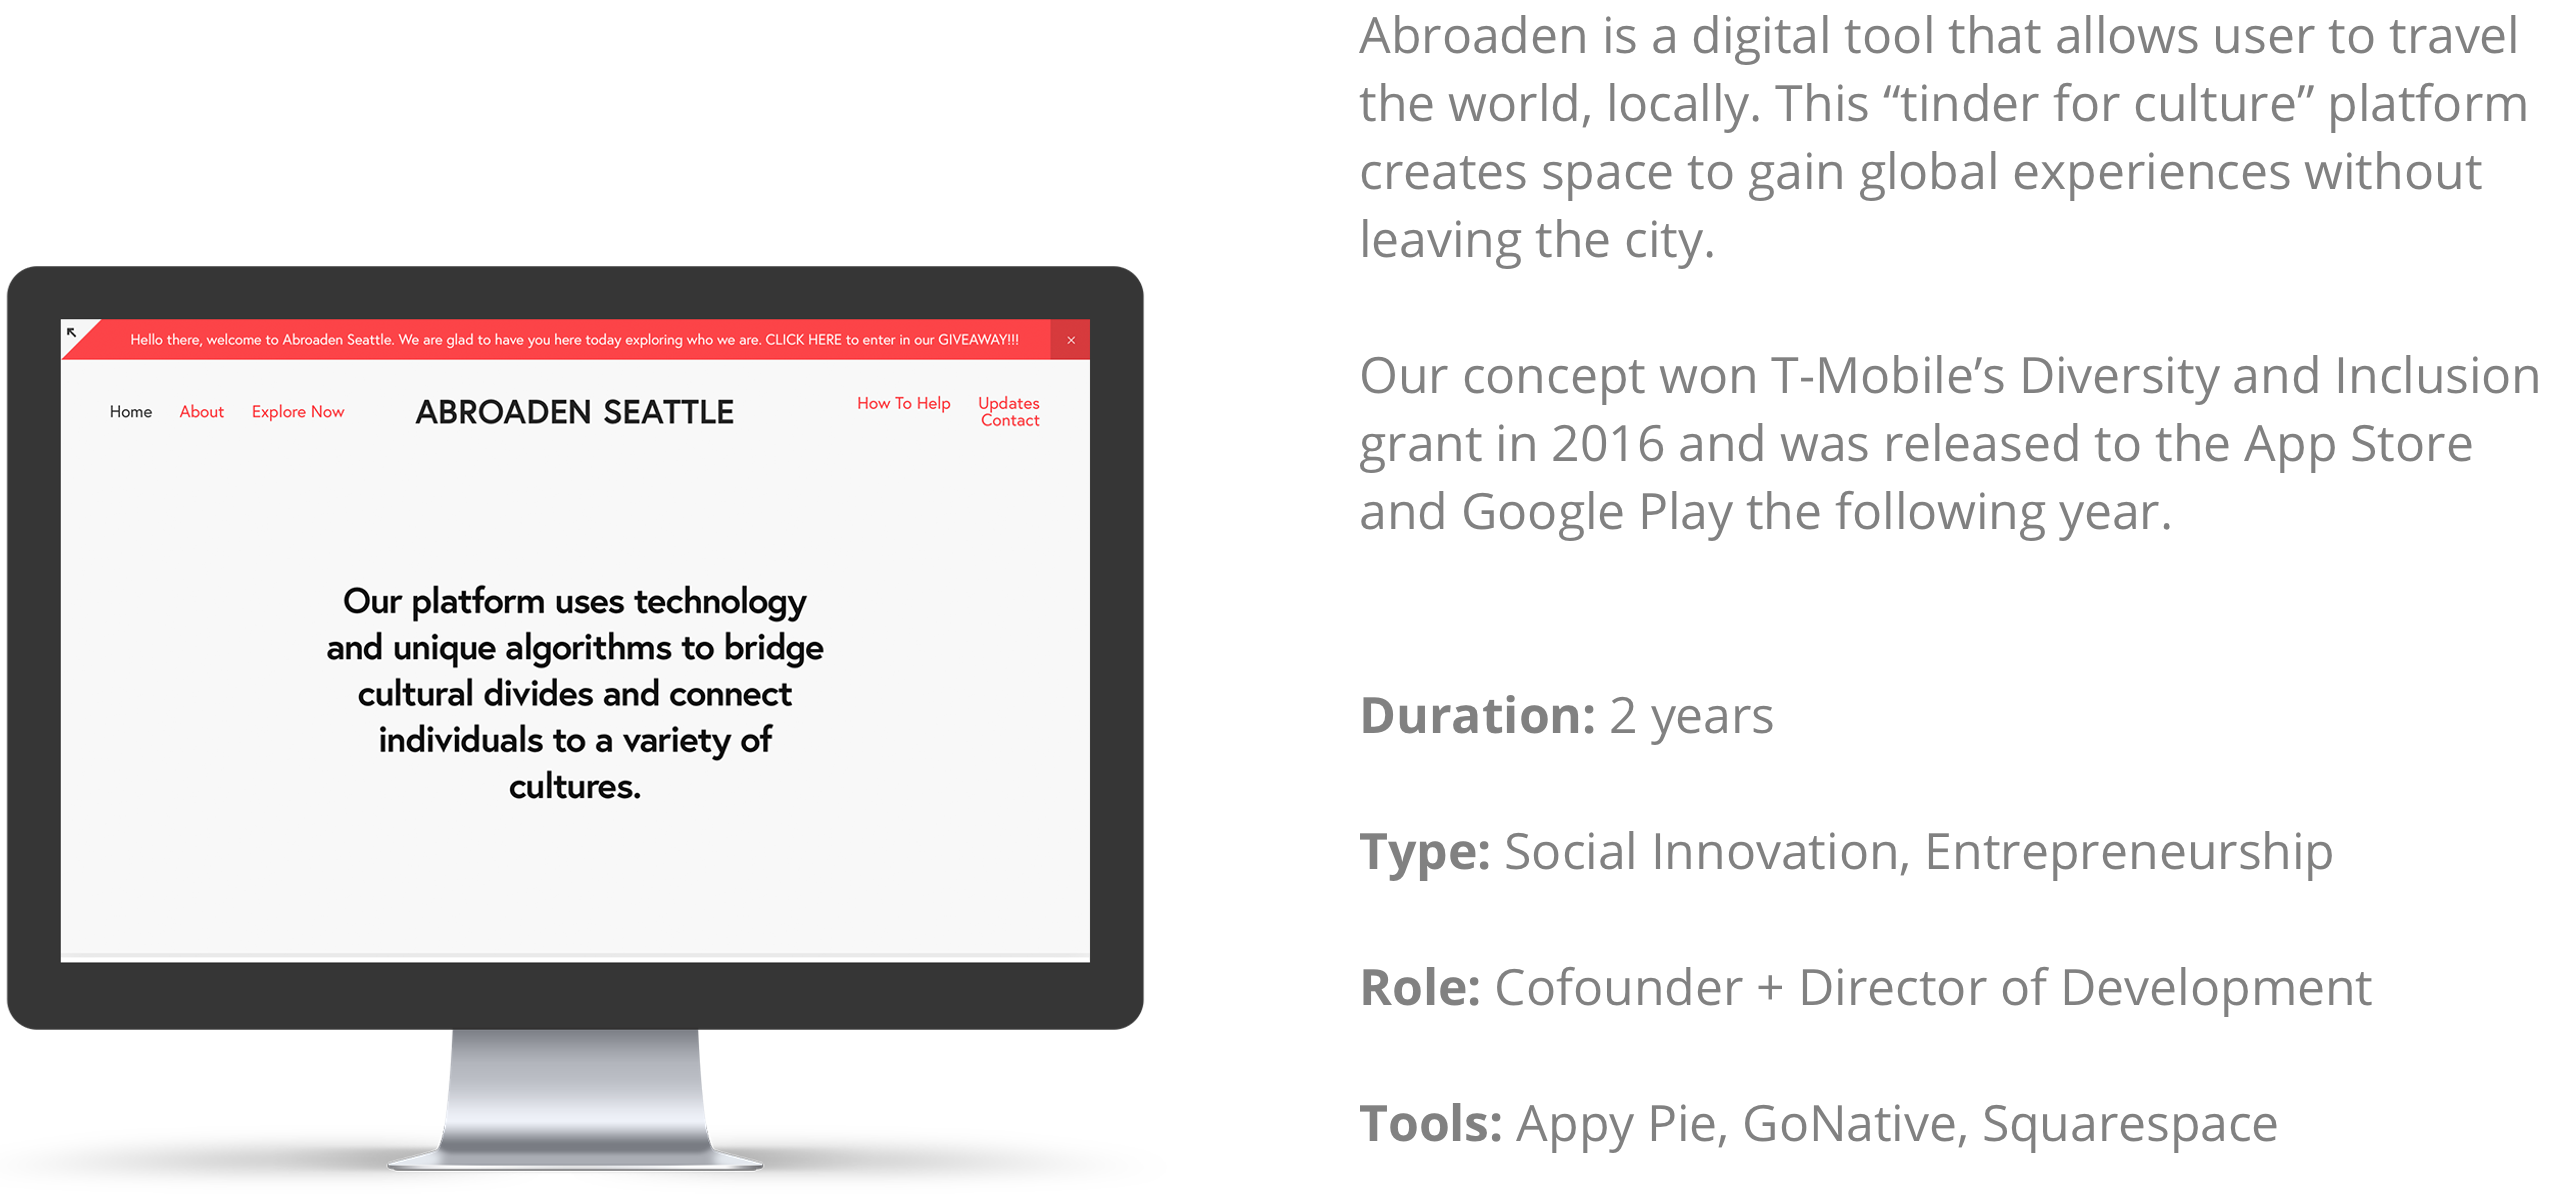 Abroaden is a digital tool that allows user to travel
the world, locally. This “tinder for culture” platform
creates space to gain global experiences without
leaving the city.
Our concept won T-Mobile’s Diversity and Inclusion
grant in 2016 and was released to the App Store
and Google Play the following year.
Duration: 2 years
Type: Social Innovation, Entrepreneurship
Role: Cofounder + Director of Development
Tools: Appy Pie, GoNative, Squarespace
Hello there, welcome to Abroaden Seattle. We are glad to have you here today exploring who we are. CLICK HERE to enter in our GIVEAWAY!!!
Home About Explore Now ABROADEN SEATTLE How To Help Updates
Contact
Our platform uses technology
and unique algorithms to bridge
cultural divides and connect
individuals to a variety of
cultures.